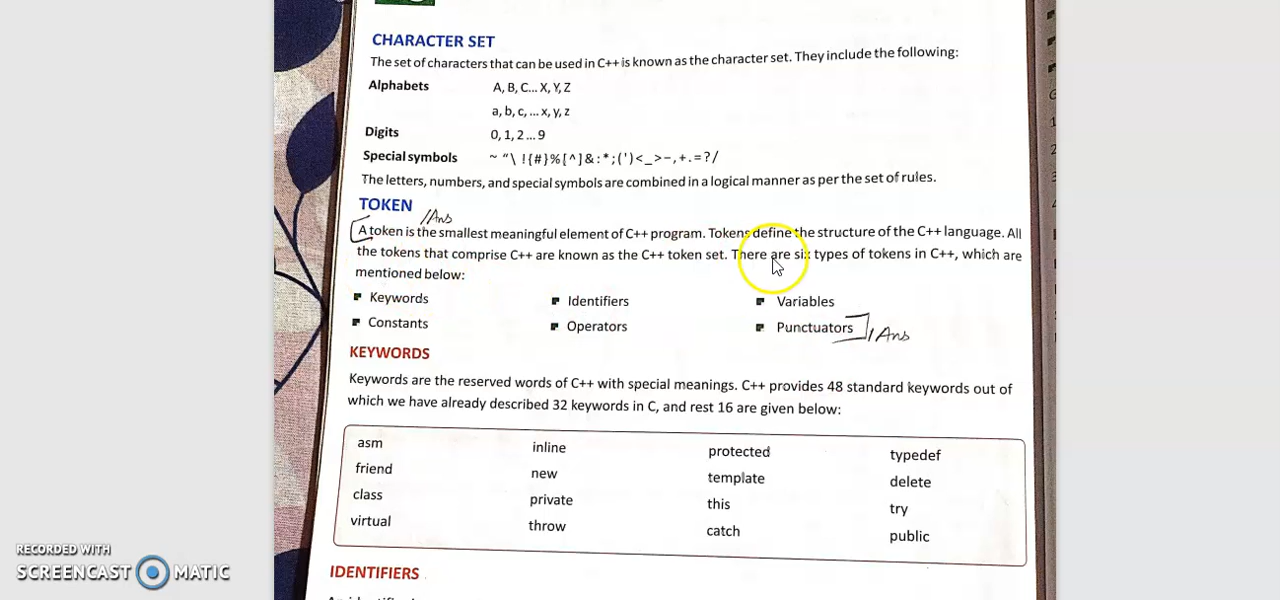 CHARACTER SET
The set of characters that can be used in C++ is known as the character set. They include the following:
Alphabets A, B, C... X, Y, Z
a, b, c, ... x, y, z
Digits 0, 1, 2 ... 9
Special symbols ~ "\ !{#}%[^]&:*;(')<_>-,+.=?/
The letters, numbers, and special symbols are combined in a logical manner as per the set of rules.
TOKEN
/Ans
A token is the smallest meaningful element of C++ program. Tokens define the structure of the C++ language. All
the tokens that comprise C++ are known as the C++ token set. There are six types of tokens in C++, which are
mentioned below:
Keywords Identifiers Variables
Constants Operators Punctuators /Ans
KEYWORDS
Keywords are the reserved words of C++ with special meanings. C++ provides 48 standard keywords out of
which we have already described 32 keywords in C, and rest 16 are given below:
asm inline protected typedef
friend new template delete
class private this try
virtual throw catch public
IDENTIFIERS
RECORDED WITH
SCREENCAST MATIC